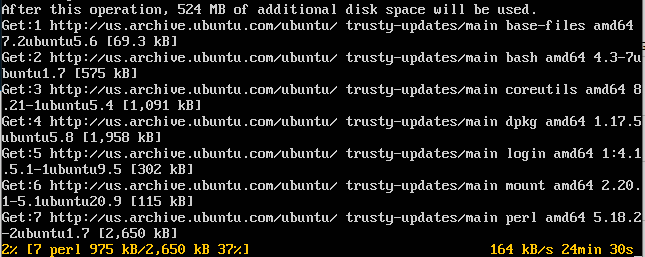 After this operation, 524 MB of additional disk space will be used.
Get:1 http://us.archive.ubuntu.com/ubuntu/ trusty-updates/main base-files amd64
7.2ubuntu5.6 [69.3 kB]
Get:2 http://us.archive.ubuntu.com/ubuntu/ trusty-updates/main bash amd64 4.3-7u
buntu1.7 [575 kB]
Get:3 http://us.archive.ubuntu.com/ubuntu/ trusty-updates/main coreutils amd64 8
.21-1ubuntu5.4 [1,091 kB]
Get:4 http://us.archive.ubuntu.com/ubuntu/ trusty-updates/main dpkg amd64 1.17.5
ubuntu5.8 [1,958 kB]
Get:5 http://us.archive.ubuntu.com/ubuntu/ trusty-updates/main login amd64 1:4.1
.5.1-1ubuntu9.5 [302 kB]
Get:6 http://us.archive.ubuntu.com/ubuntu/ trusty-updates/main mount amd64 2.20.
1-5.1ubuntu20.9 [115 kB]
Get:7 http://us.archive.ubuntu.com/ubuntu/ trusty-updates/main perl amd64 5.18.2
-2ubuntu1.7 [2,650 kB]
2% [7 perl 975 kB/2,650 kB 37%] 164 kB/s 24min 30s